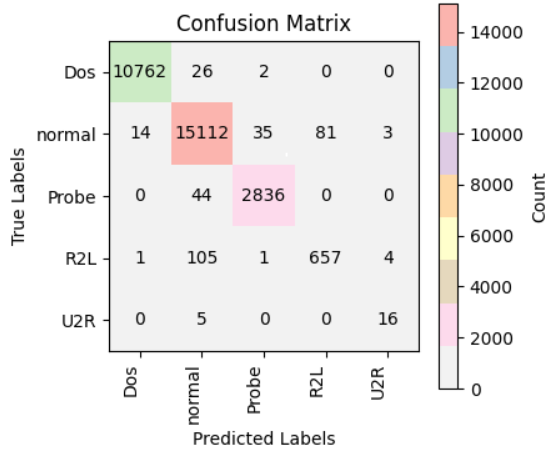 Confusion Matrix
Dos 10762 26 2 0 0
normal 14 15112 35 81 3
Probe 0 44 2836 0 0
R2L 1 105 1 657 4
U2R 0 5 0 0 16
Dos normal Probe R2L U2R
Predicted Labels
True Labels
14000
12000
10000
8000
6000
4000
2000
0
Count